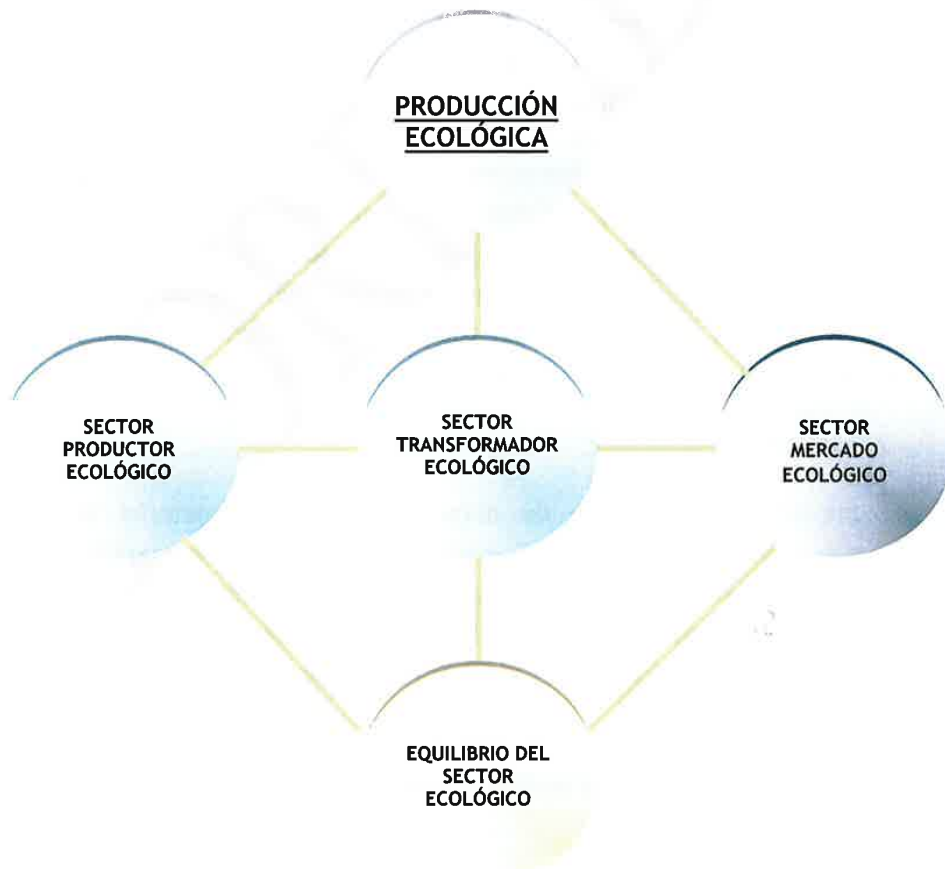 PRODUCCIÓN
ECOLÓGICA
SECTOR
PRODUCTOR
ECOLÓGICO
SECTOR
TRANSFORMADOR
ECOLÓGICO
SECTOR
MERCADO
ECOLÓGICO
EQUILIBRIO DEL
SECTOR
ECOLÓGICO